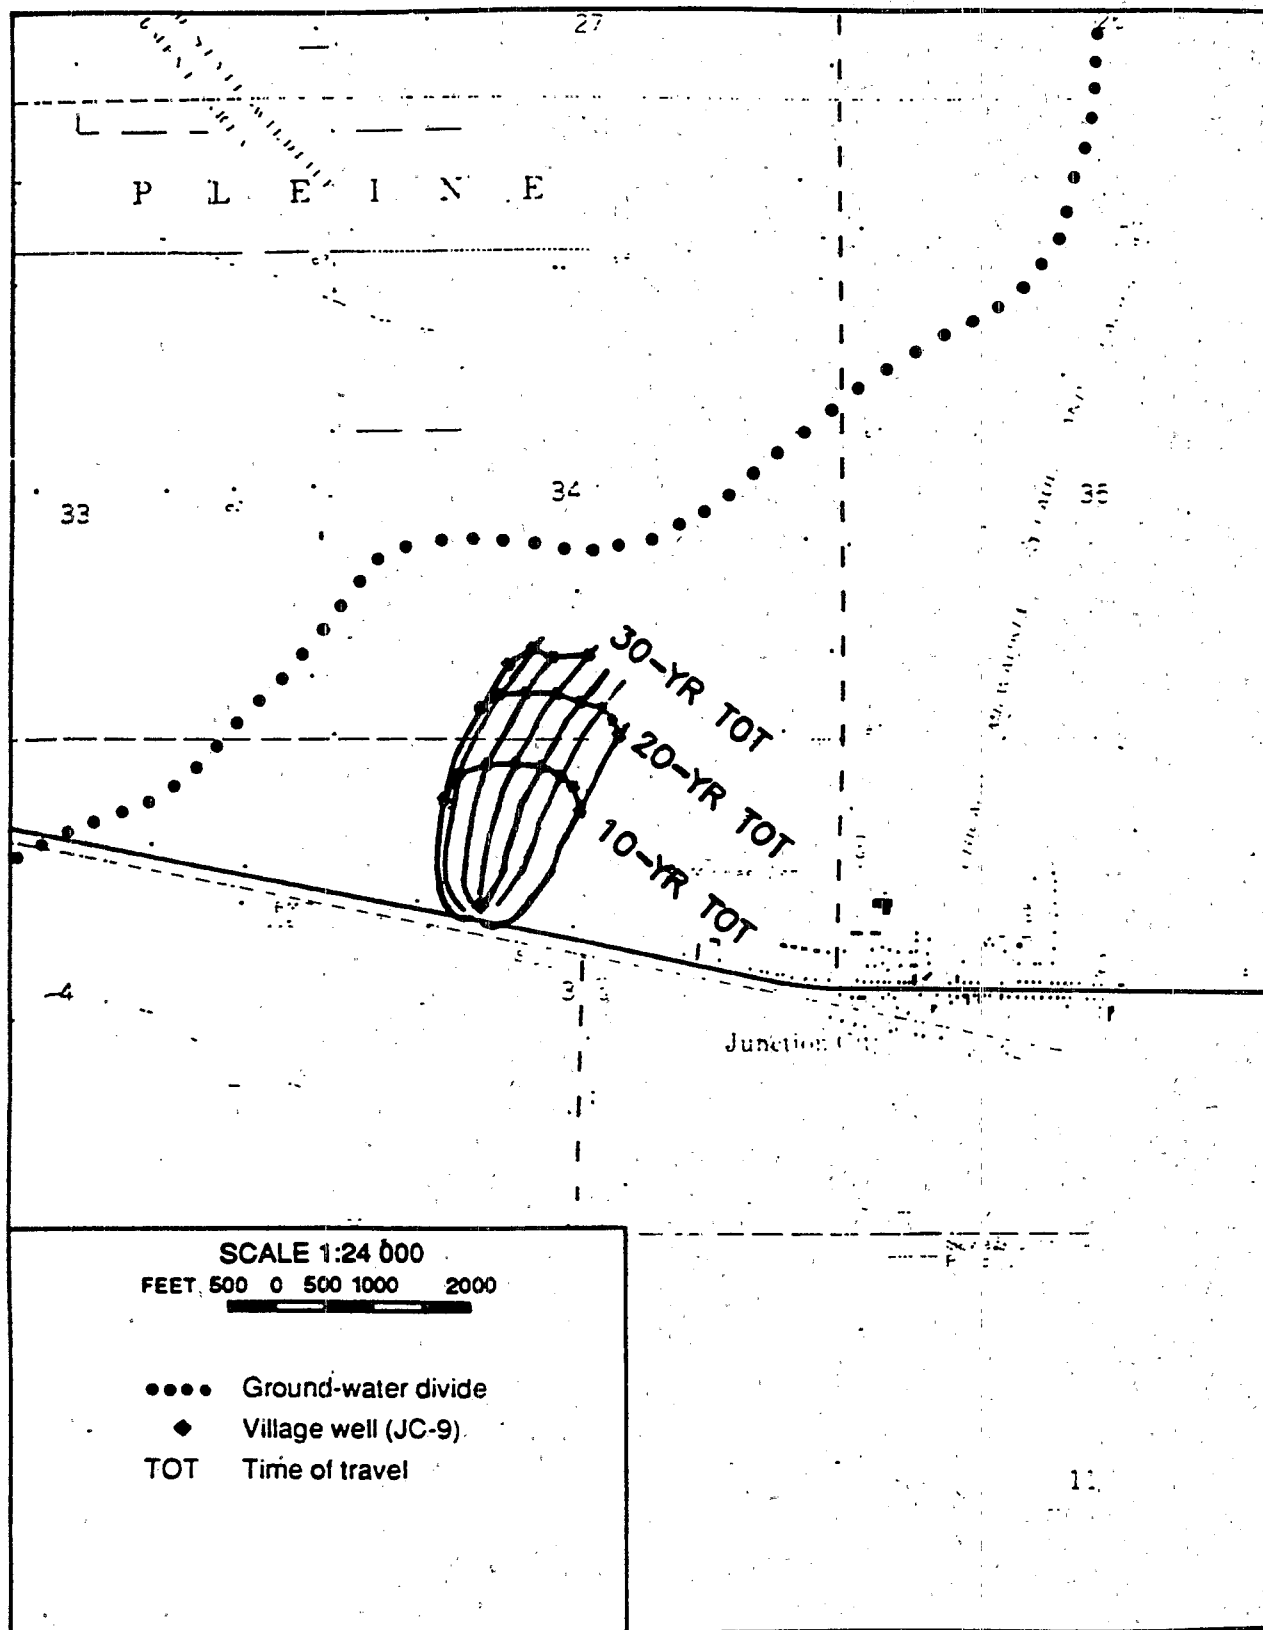 27
P L E I N E
33
34
35
30-YR TOT
20-YR TOT
10-YR TOT
4
Junction City
SCALE 1:24 000
FEET 500 0 500 1000 2000
Ground-water divide
Village well (JC-9)
TOT Time of travel
11